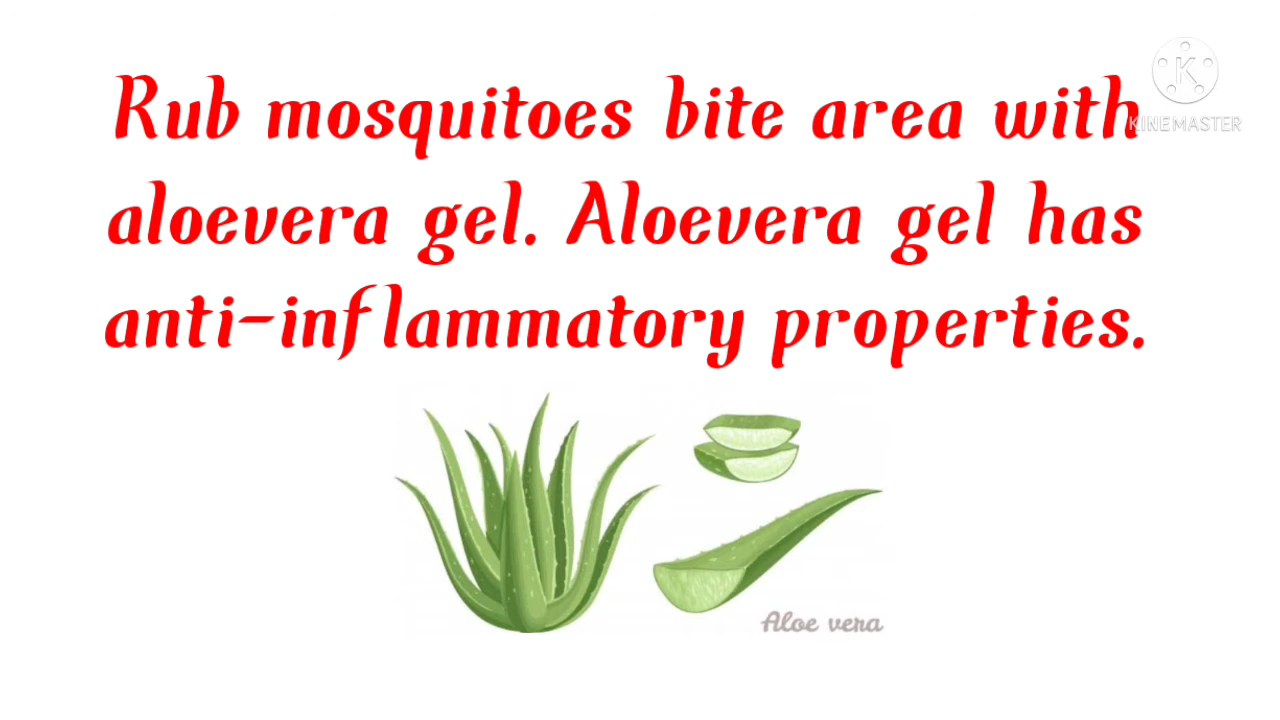 Rub mosquitoes bite area with
aloevera gel. Aloevera gel has
anti-inflammatory properties.
K
KINEMASTER
Aloe vera